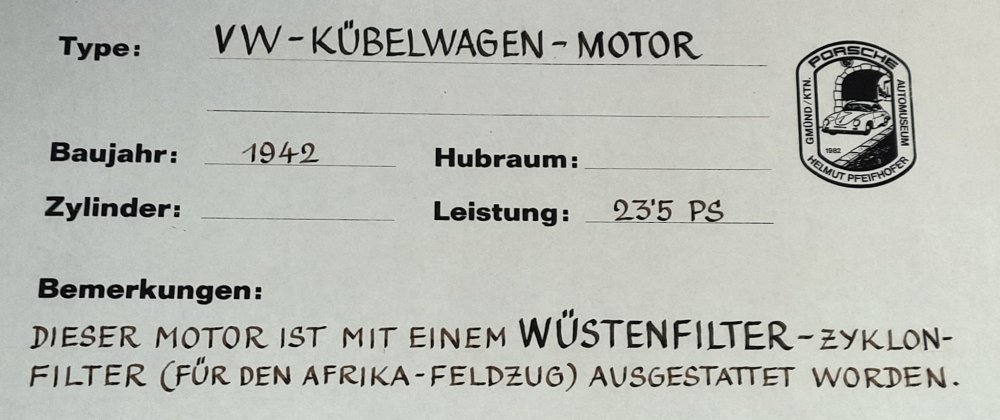 Type: VW-KÜBELWAGEN-MOTOR
PORSCHE
GMÜND/KTN.
AUTOMUSEUM
1982
HELMUT PFEIFHOFER
Baujahr: 1942 Hubraum:
Zylinder: Leistung: 23'5 PS
Bemerkungen:
DIESER MOTOR IST MIT EINEM WÜSTENFILTER-ZYKLON-
FILTER (FÜR DEN AFRIKA-FELDZUG) AUSGESTATTET WORDEN.